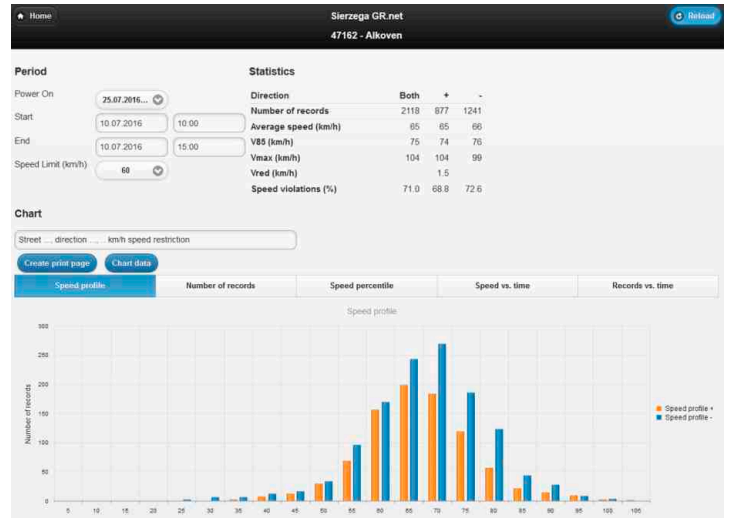 Home
Sierzega GR.net
Reload
47162 - Alkoven
Period
Statistics
Power On
25.07.2016...
Direction Both + -
Number of records 2118 877 1241
Start
10.07.2016 10:00
Average speed (km/h) 65 65 66
End
10.07.2016 15:00
V85 (km/h) 75 74 76
Vmax (km/h) 104 104 99
Speed Limit (km/h) 60
Vred (km/h) 1.5
Speed violations (%) 71.0 68.8 72.6
Chart
Street ..., direction ..., ... km/h speed restriction
Create print page Chart data
Speed profile Number of records Speed percentile Speed vs. time Records vs. time
Speed profile
Number of records
300
250
200
150
100
50
0
Speed profile +
Speed profile -
5 10 15 20 25 30 35 40 45 50 55 60 65 70 75 80 85 90 95 100 105